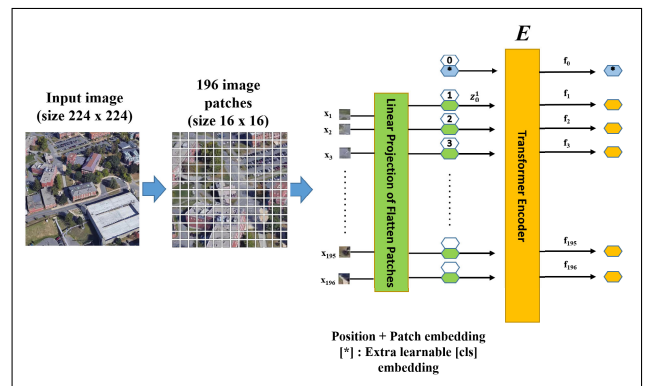 Input image
(size 224 x 224)
196 image
patches
(size 16 x 16)
x1
x2
x3
x195
x196
Linear Projection of Flatten Patches
0
*
1
2
3
z₀¹
Position + Patch embedding
[*] : Extra learnable [cls]
embedding
E
Transformer Encoder
f₀
f₁
f₂
f₃
f₁₉₅
f₁₉₆
*